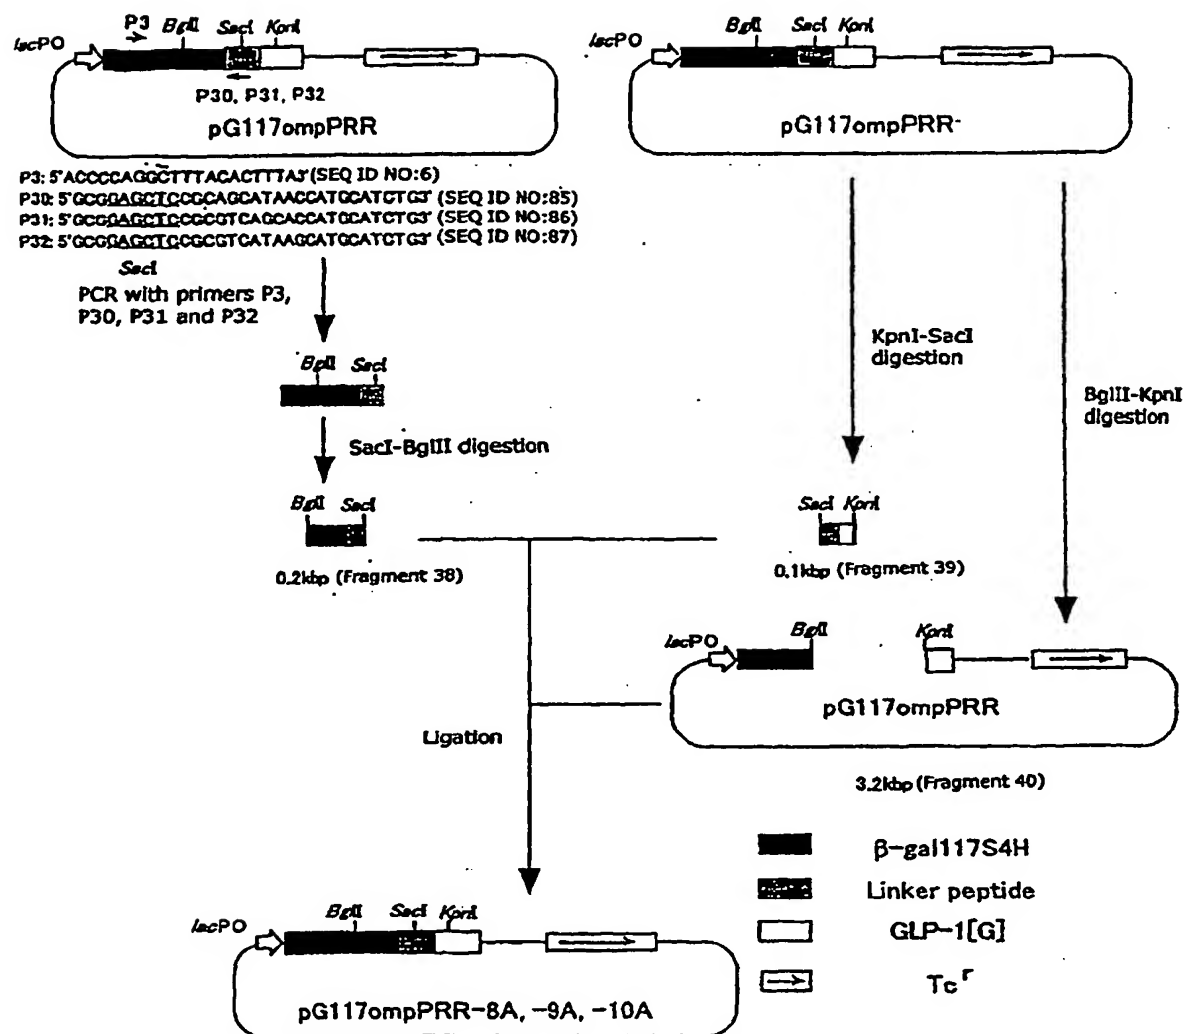 P3 BglII SacI KpnI
lacPO
P30, P31, P32
pG117ompPRR
BglII SacI KpnI
lacPO
pG117ompPRR-
P3: 5'ACCCCAGGCTTTACACTTTA3' (SEQ ID NO:6)
P30: 5'GCGGAGCTCCGCAGCATAACCATGCATCTG3' (SEQ ID NO:85)
P31: 5'GCGGAGCTCCGCGTCAGCACCATGCATCTG3' (SEQ ID NO:86)
P32: 5'GCGGAGCTCCGCGTCATAAGCATGCATCTG3' (SEQ ID NO:87)
SacI
PCR with primers P3,
P30, P31 and P32
KpnI-SacI
digestion
BglII-KpnI
digestion
BglII SacI
SacI-BglII digestion
BglII SacI
0.2kbp (Fragment 38)
SacI KpnI
0.1kbp (Fragment 39)
lacPO BglII KpnI
pG117ompPRR
3.2kbp (Fragment 40)
Ligation
β-gal117S4H
Linker peptide
GLP-1[G]
Tcʳ
lacPO BglII SacI KpnI
pG117ompPRR-8A, -9A, -10A